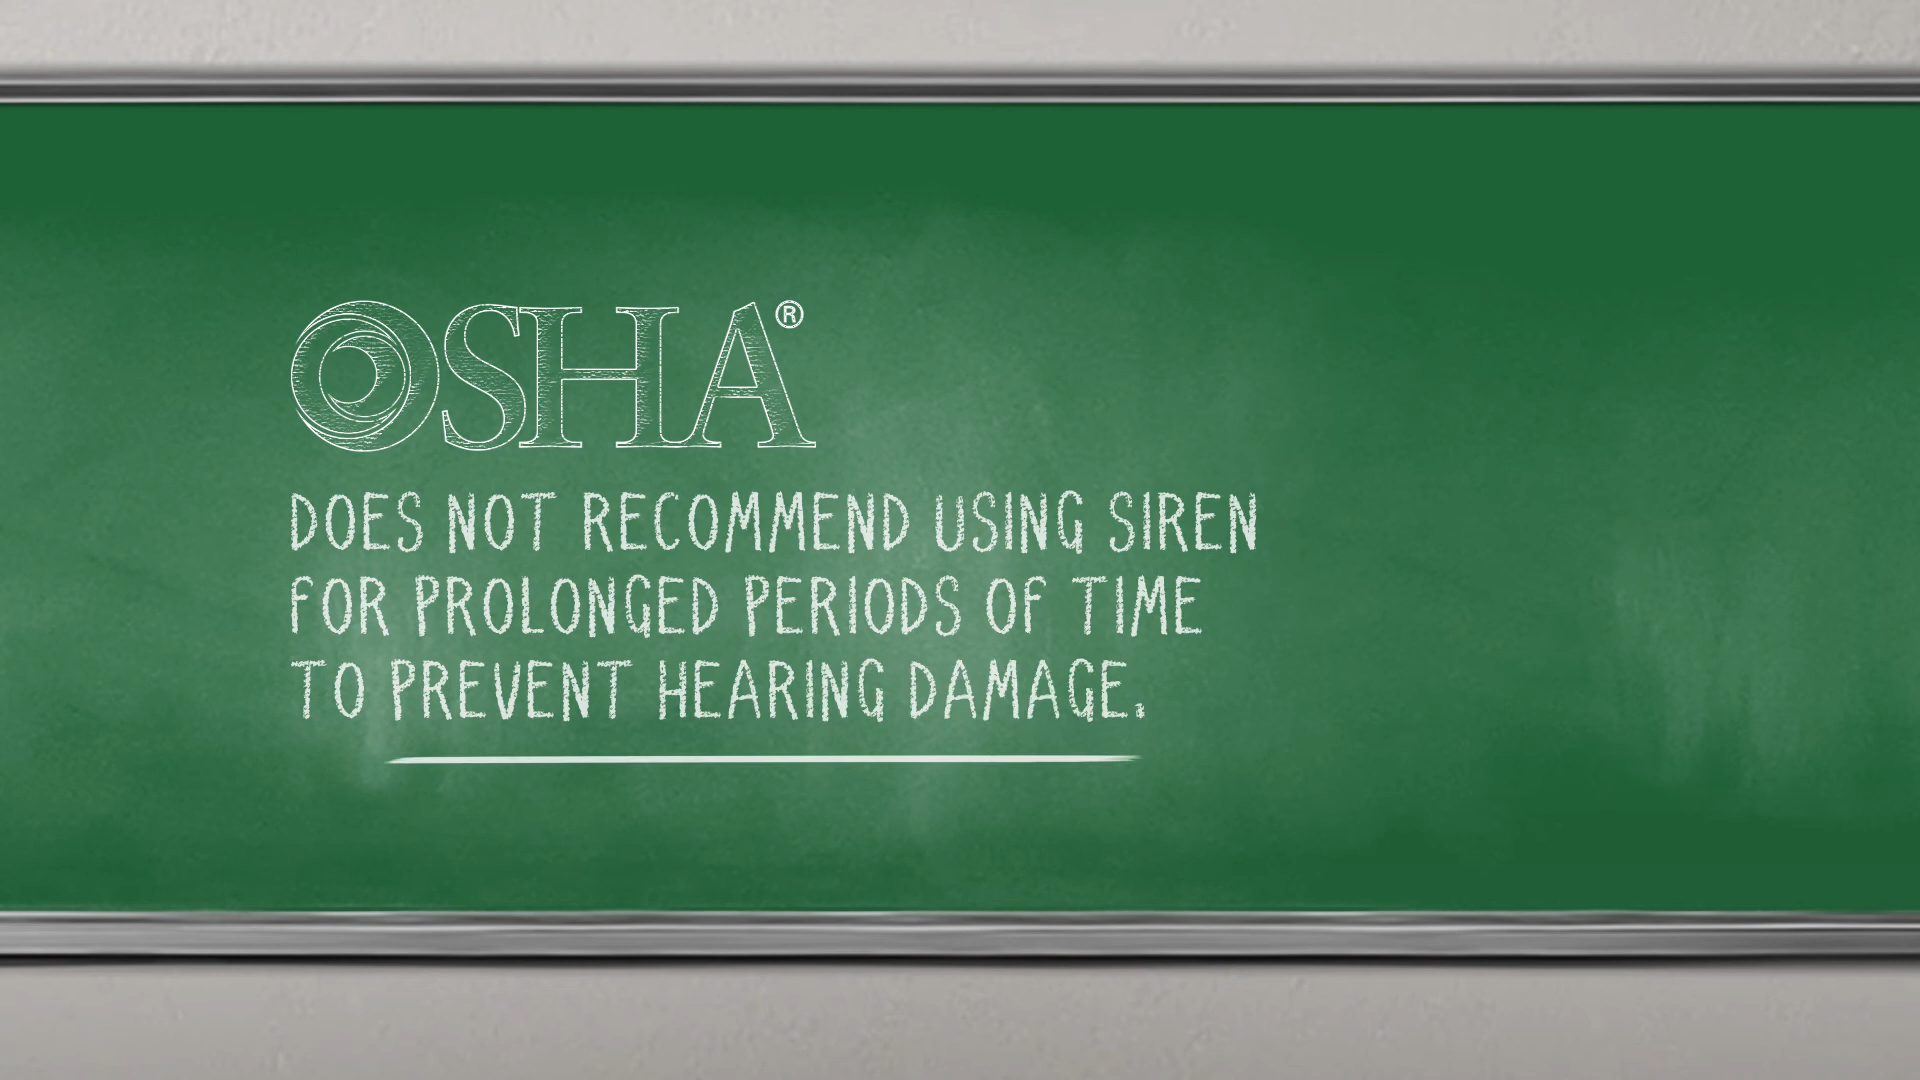 OSHA®
DOES NOT RECOMMEND USING SIREN
FOR PROLONGED PERIODS OF TIME
TO PREVENT HEARING DAMAGE.